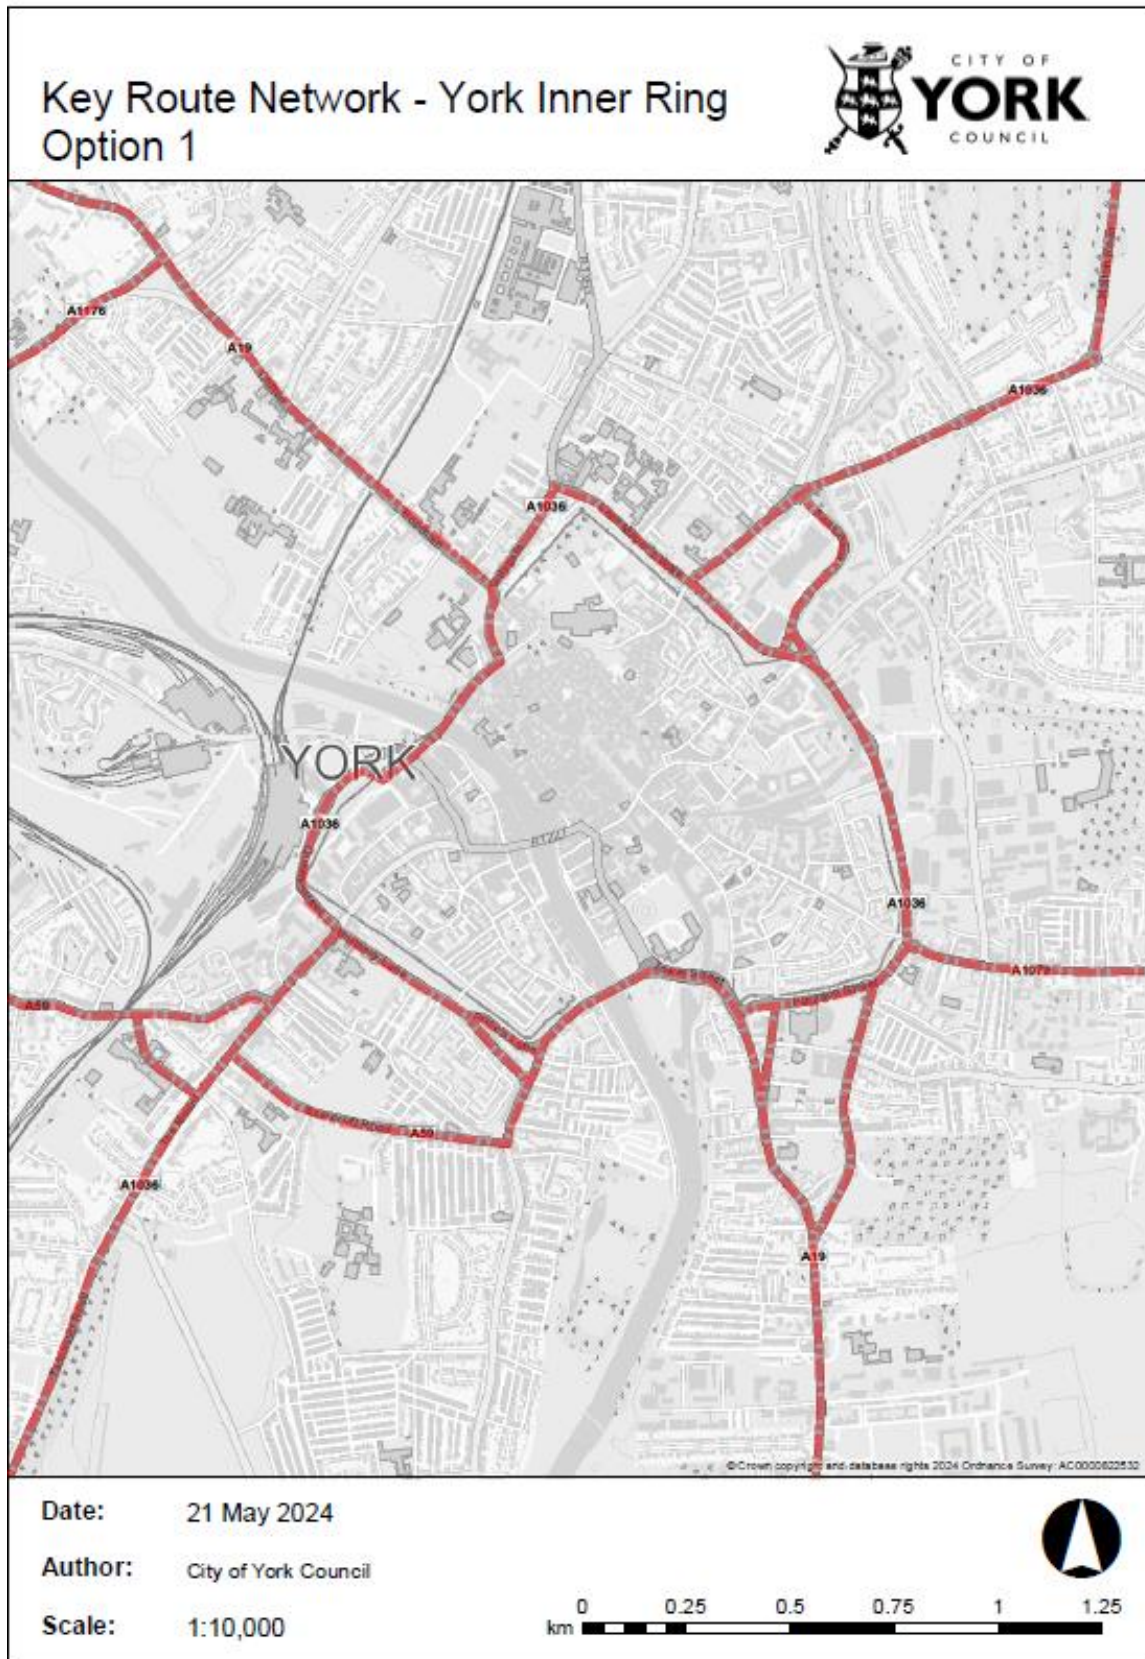 Key Route Network - York Inner Ring
Option 1
CITY OF
YORK
COUNCIL
A1176
A19
A1036
A1036
YORK
A1036
A1036
A1079
A59
A59
A1036
A19
©Crown copyright and database rights 2024 Ordnance Survey: AC0000822532
Date: 21 May 2024
Author: City of York Council
Scale: 1:10,000
0 0.25 0.5 0.75 1 1.25
km